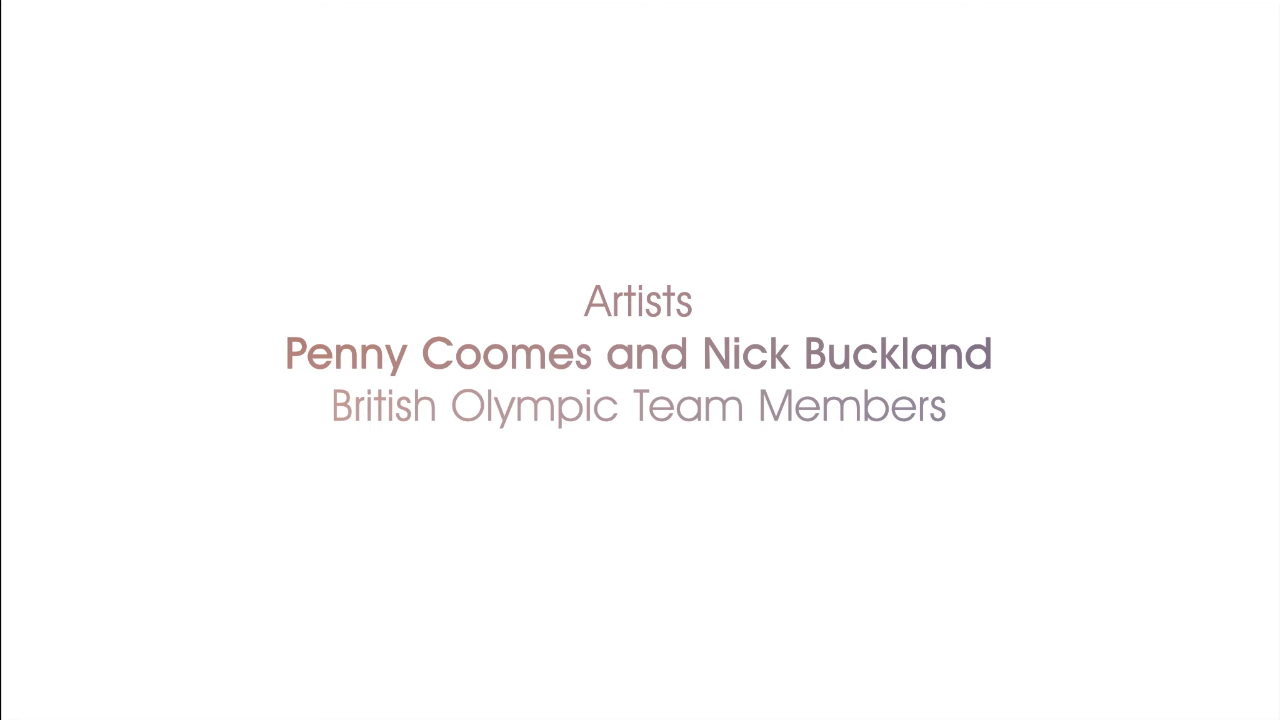 Artists
Penny Coomes and Nick Buckland
British Olympic Team Members